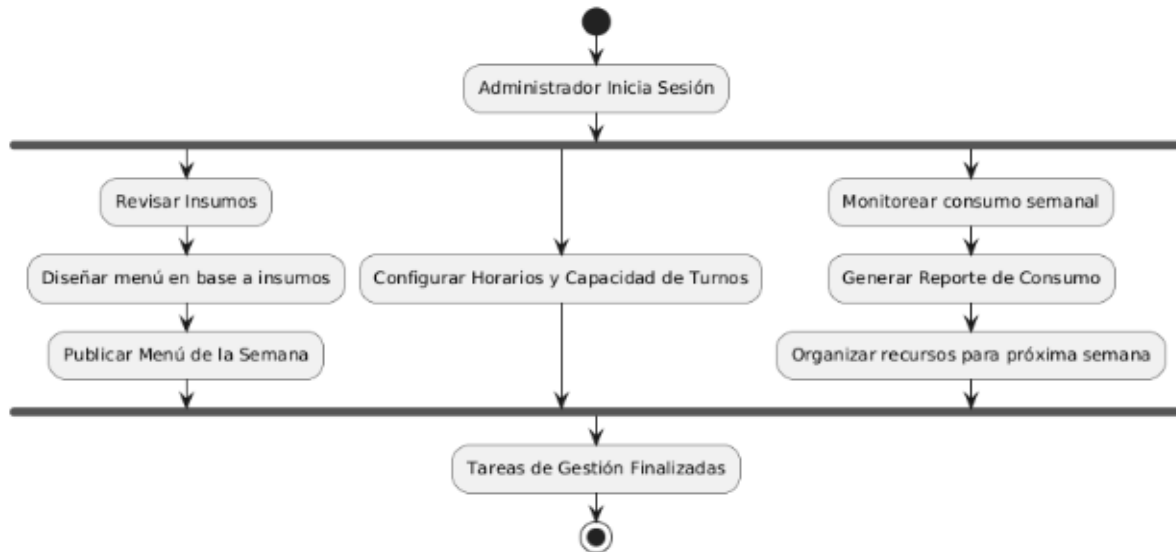 Administrador Inicia Sesión
Revisar Insumos
Diseñar menú en base a insumos
Publicar Menú de la Semana
Configurar Horarios y Capacidad de Turnos
Monitorear consumo semanal
Generar Reporte de Consumo
Organizar recursos para próxima semana
Tareas de Gestión Finalizadas